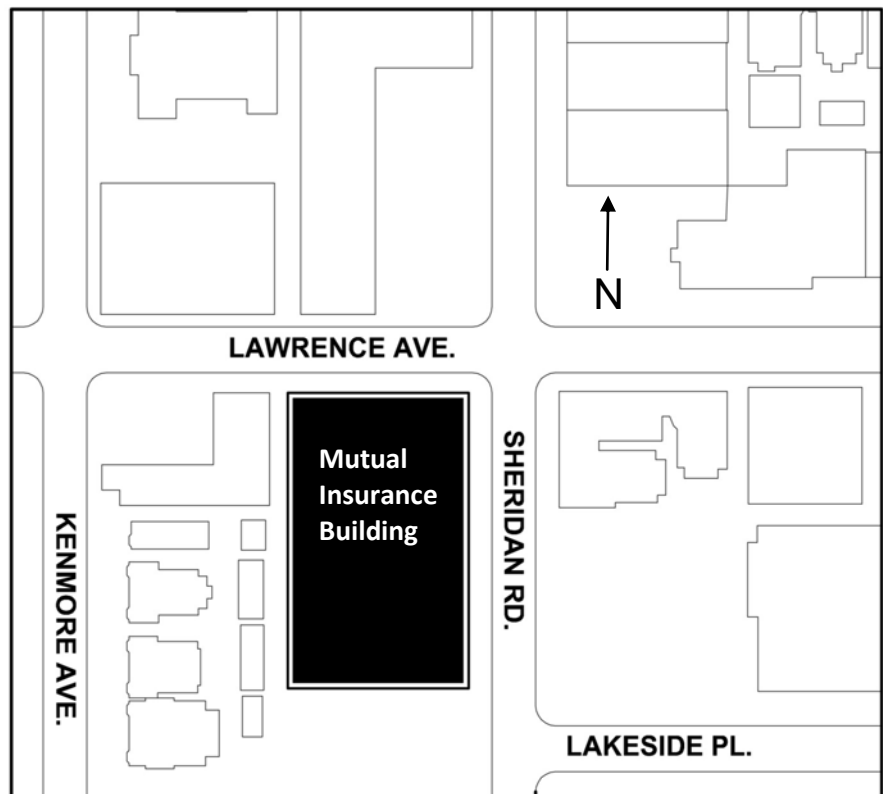 N
LAWRENCE AVE.
Mutual
Insurance
Building
SHERIDAN RD.
KENMORE AVE.
LAKESIDE PL.